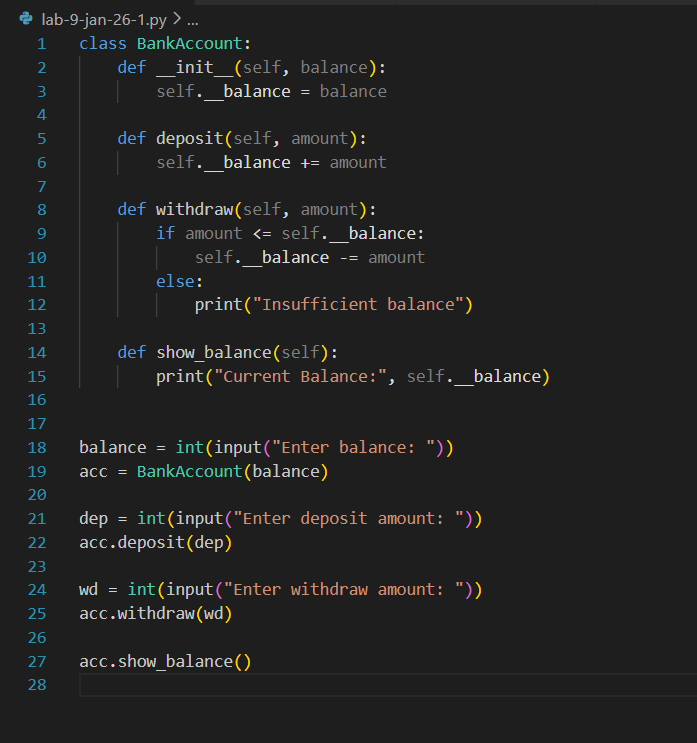 lab-9-jan-26-1.py > ...
1 class BankAccount:
2     def __init__(self, balance):
3         self.__balance = balance
4
5     def deposit(self, amount):
6         self.__balance += amount
7
8     def withdraw(self, amount):
9         if amount <= self.__balance:
10             self.__balance -= amount
11         else:
12             print("Insufficient balance")
13
14     def show_balance(self):
15         print("Current Balance:", self.__balance)
16
17
18 balance = int(input("Enter balance: "))
19 acc = BankAccount(balance)
20
21 dep = int(input("Enter deposit amount: "))
22 acc.deposit(dep)
23
24 wd = int(input("Enter withdraw amount: "))
25 acc.withdraw(wd)
26
27 acc.show_balance()
28